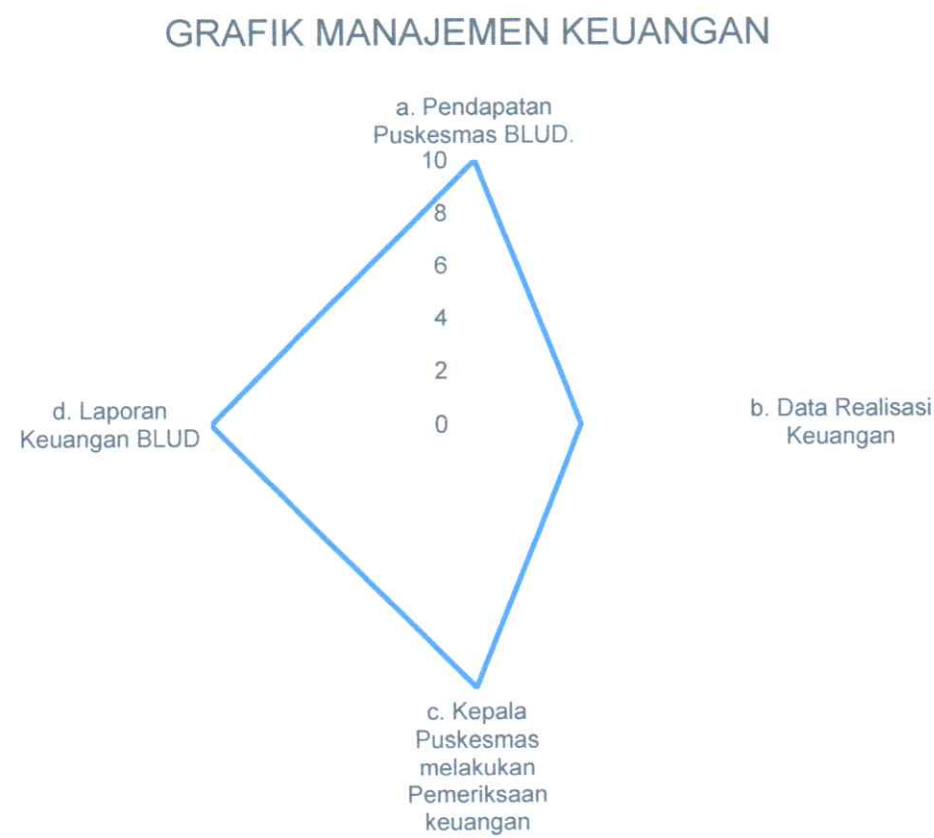 GRAFIK MANAJEMEN KEUANGAN
a. Pendapatan
Puskesmas BLUD.
10
8
6
4
2
0
d. Laporan
Keuangan BLUD
b. Data Realisasi
Keuangan
c. Kepala
Puskesmas
melakukan
Pemeriksaan
keuangan